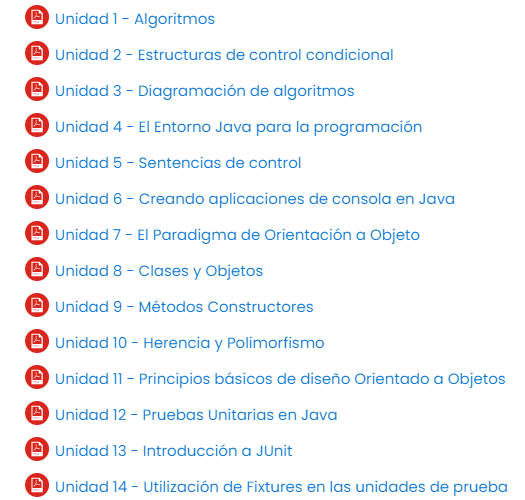 Unidad 1 - Algoritmos
Unidad 2 - Estructuras de control condicional
Unidad 3 - Diagramación de algoritmos
Unidad 4 - El Entorno Java para la programación
Unidad 5 - Sentencias de control
Unidad 6 - Creando aplicaciones de consola en Java
Unidad 7 - El Paradigma de Orientación a Objeto
Unidad 8 - Clases y Objetos
Unidad 9 - Métodos Constructores
Unidad 10 - Herencia y Polimorfismo
Unidad 11 - Principios básicos de diseño Orientado a Objetos
Unidad 12 - Pruebas Unitarias en Java
Unidad 13 - Introducción a JUnit
Unidad 14 - Utilización de Fixtures en las unidades de prueba